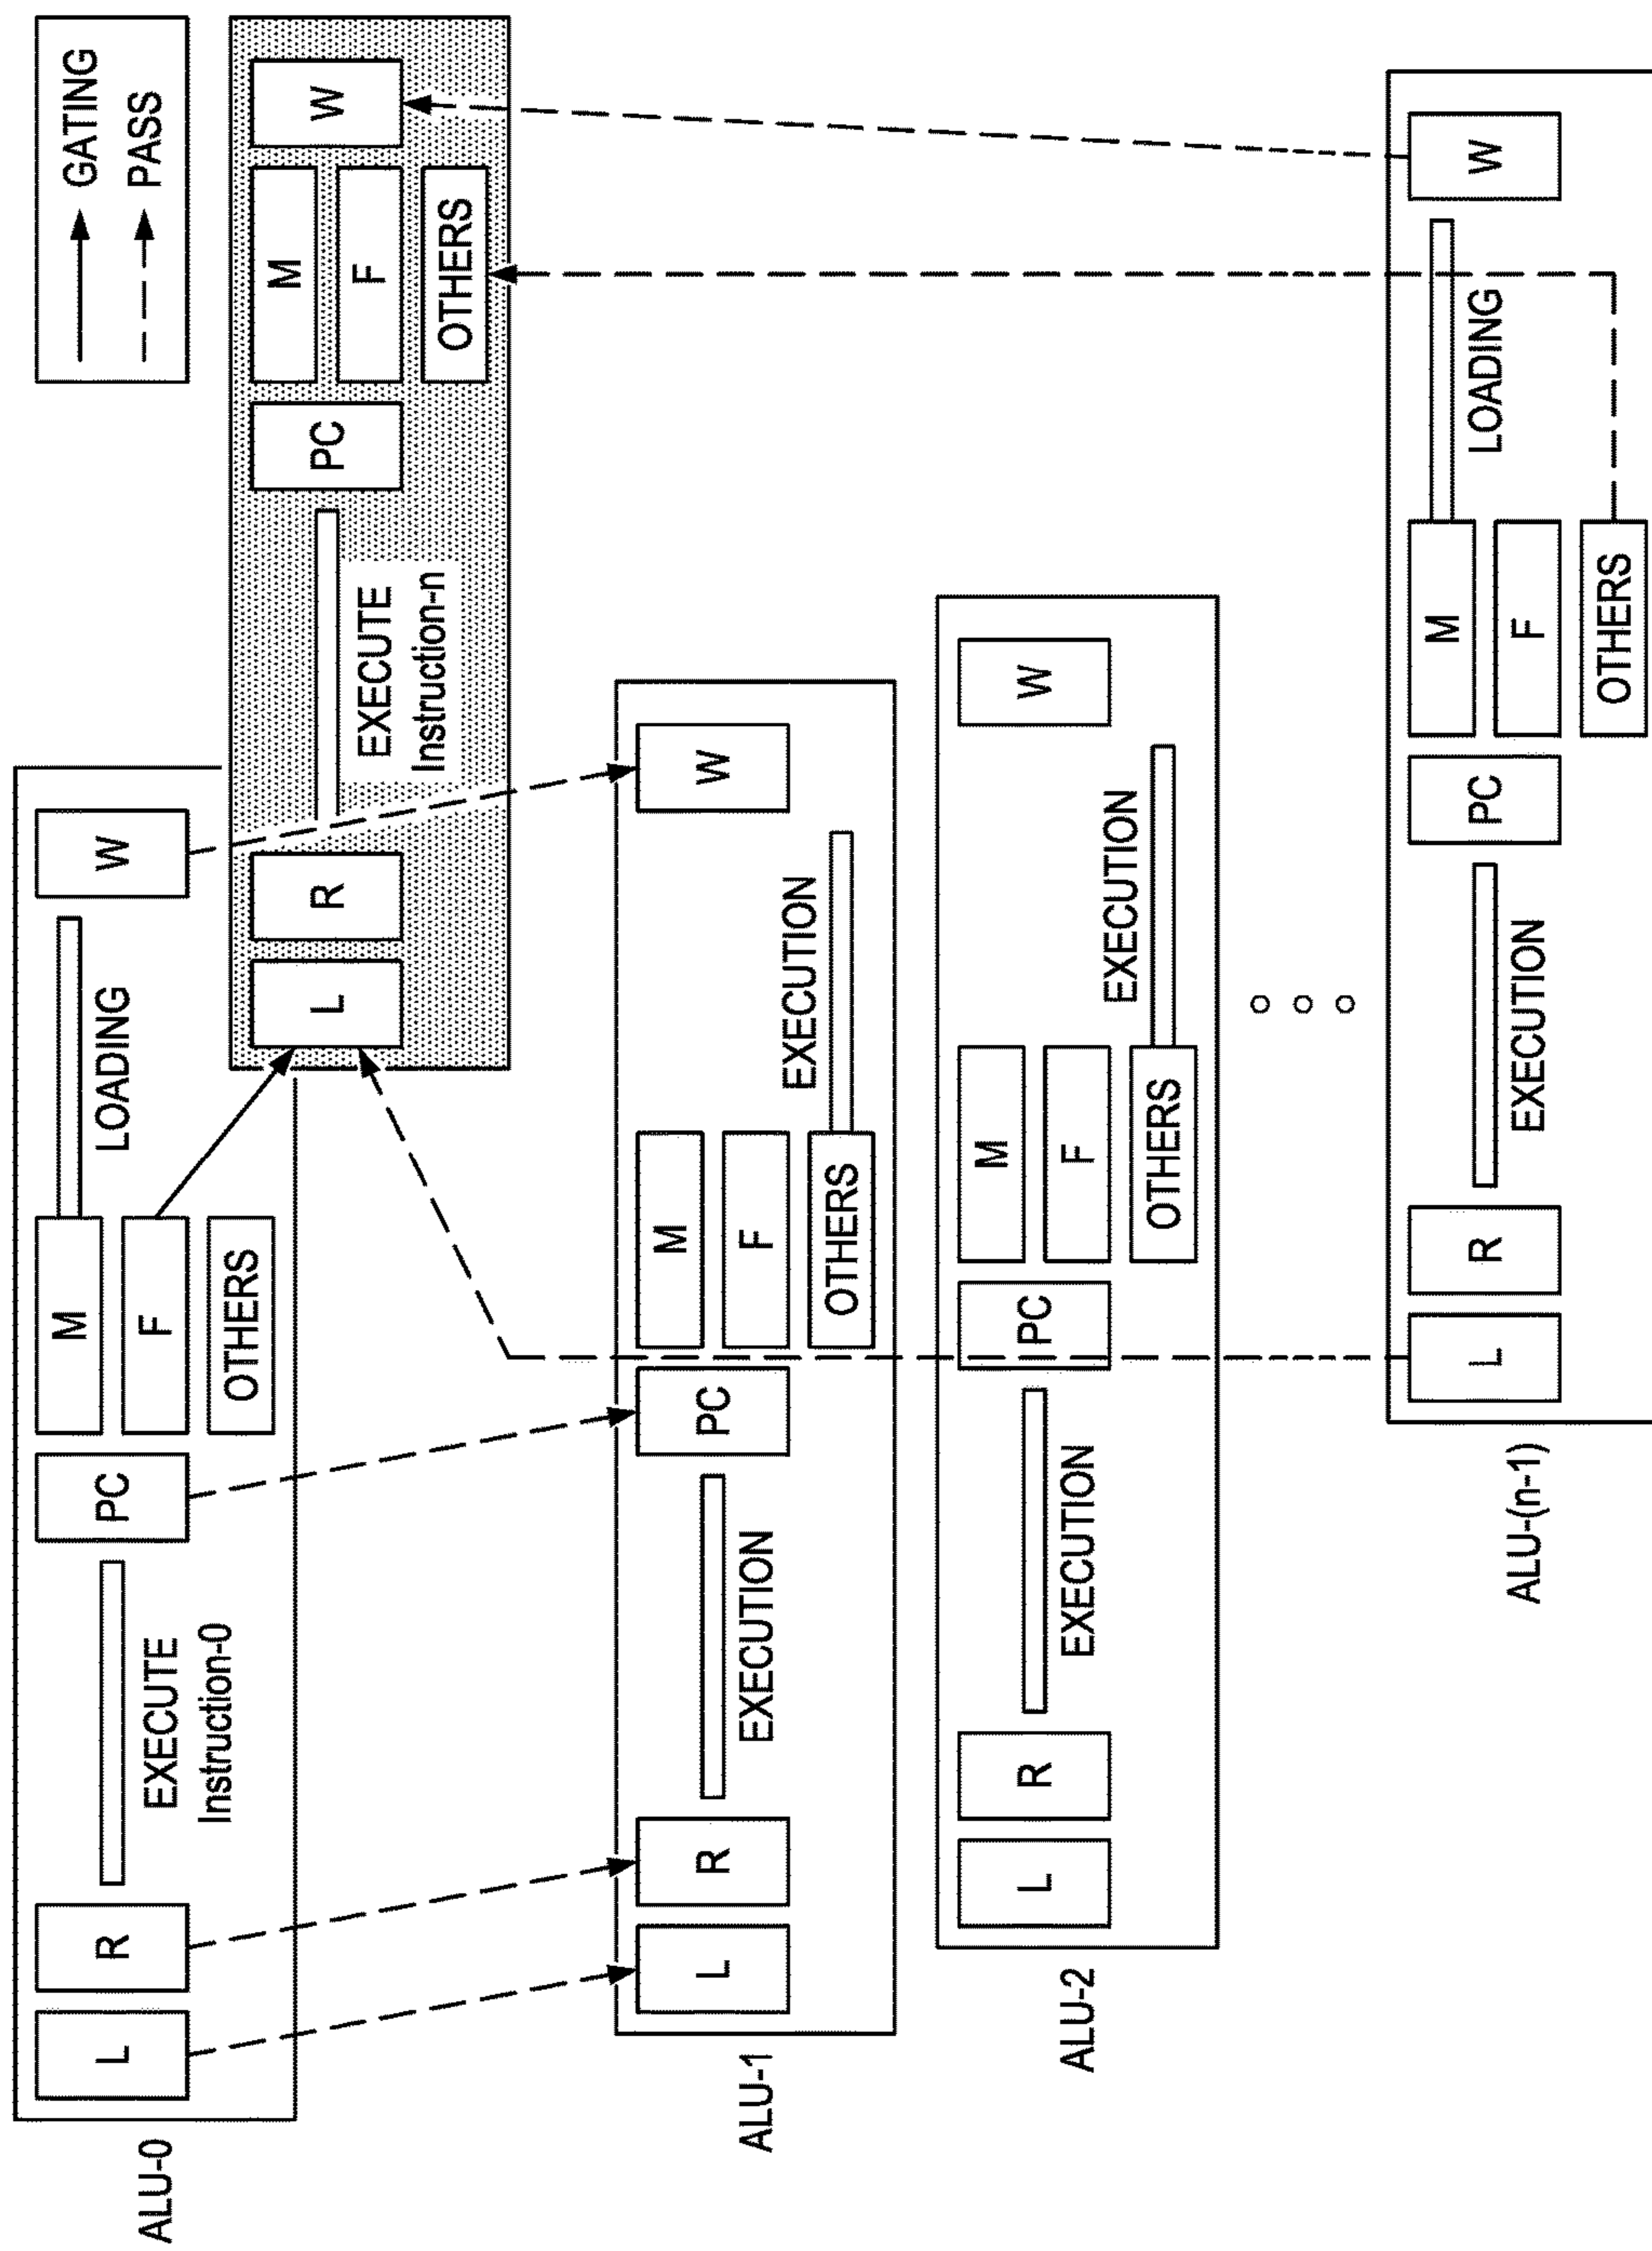 GATING
PASS
ALU-0
L
R
EXECUTE
Instruction-0
PC
M
F
OTHERS
LOADING
W
L
R
EXECUTE
Instruction-n
PC
M
F
OTHERS
W
ALU-1
L
R
EXECUTION
PC
M
F
OTHERS
EXECUTION
W
ALU-2
L
R
EXECUTION
PC
M
F
OTHERS
EXECUTION
W
ALU-(n-1)
L
R
EXECUTION
PC
M
F
OTHERS
LOADING
W